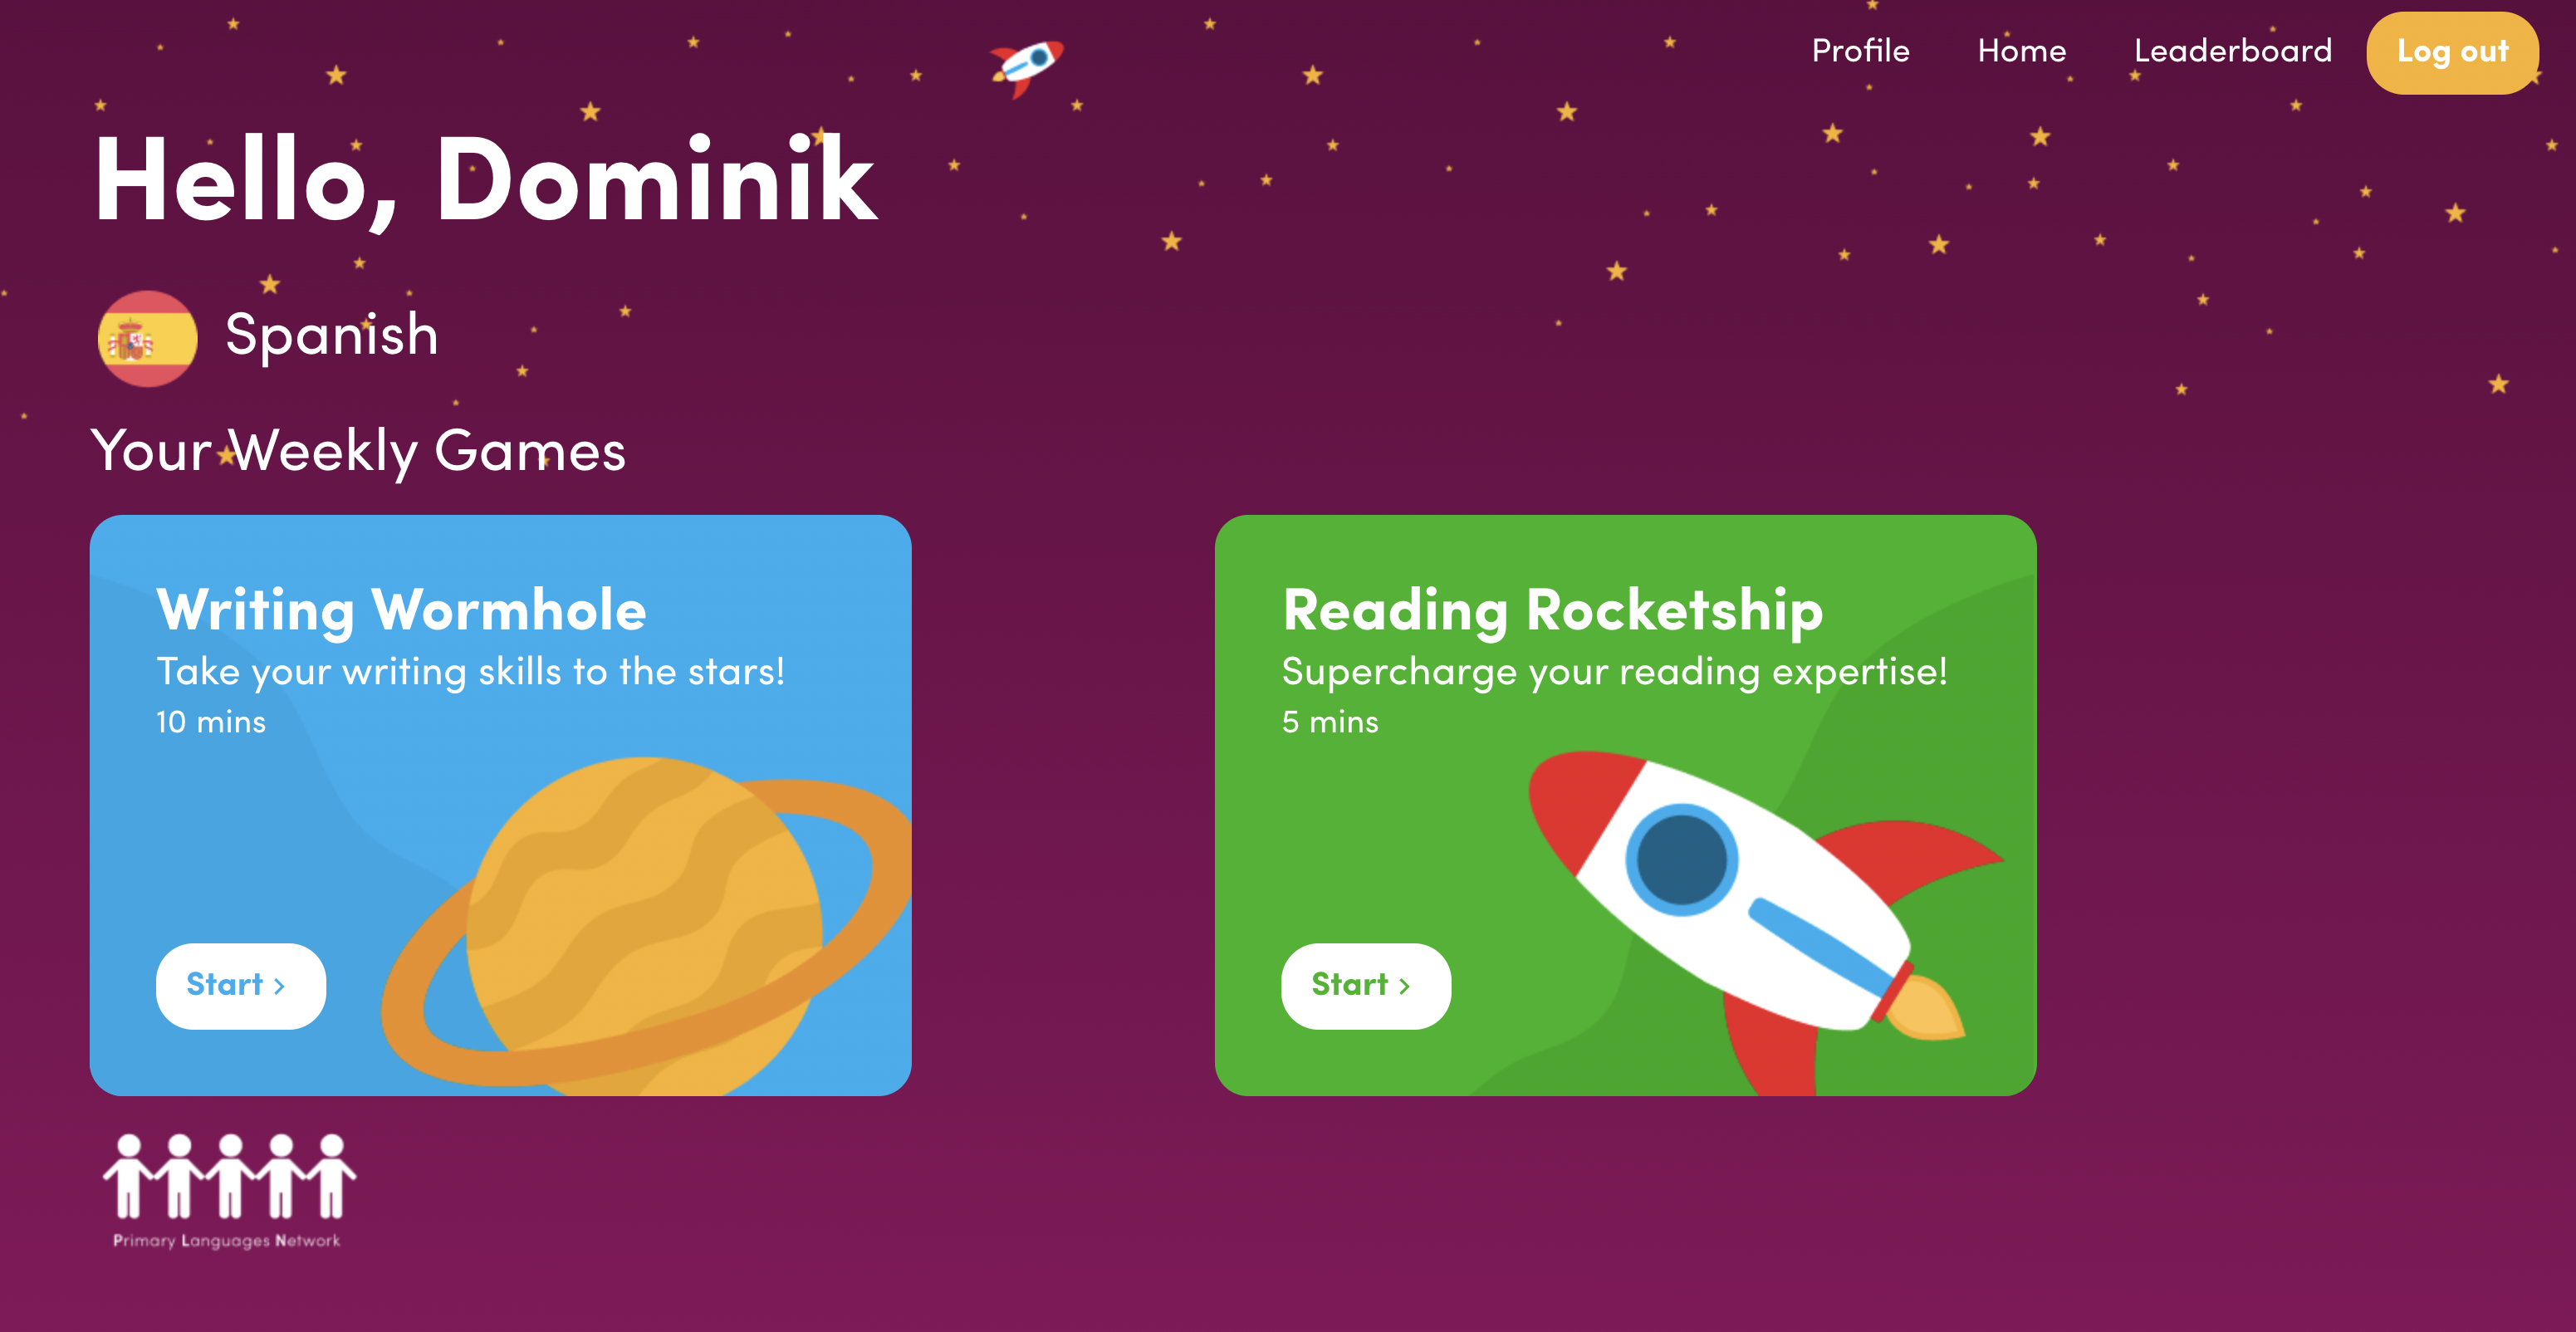 Profile
Home
Leaderboard
Log out
Hello, Dominik
Spanish
Your Weekly Games
Writing Wormhole
Take your writing skills to the stars!
10 mins
Start
Reading Rocketship
Supercharge your reading expertise!
5 mins
Start
Primary Languages Network